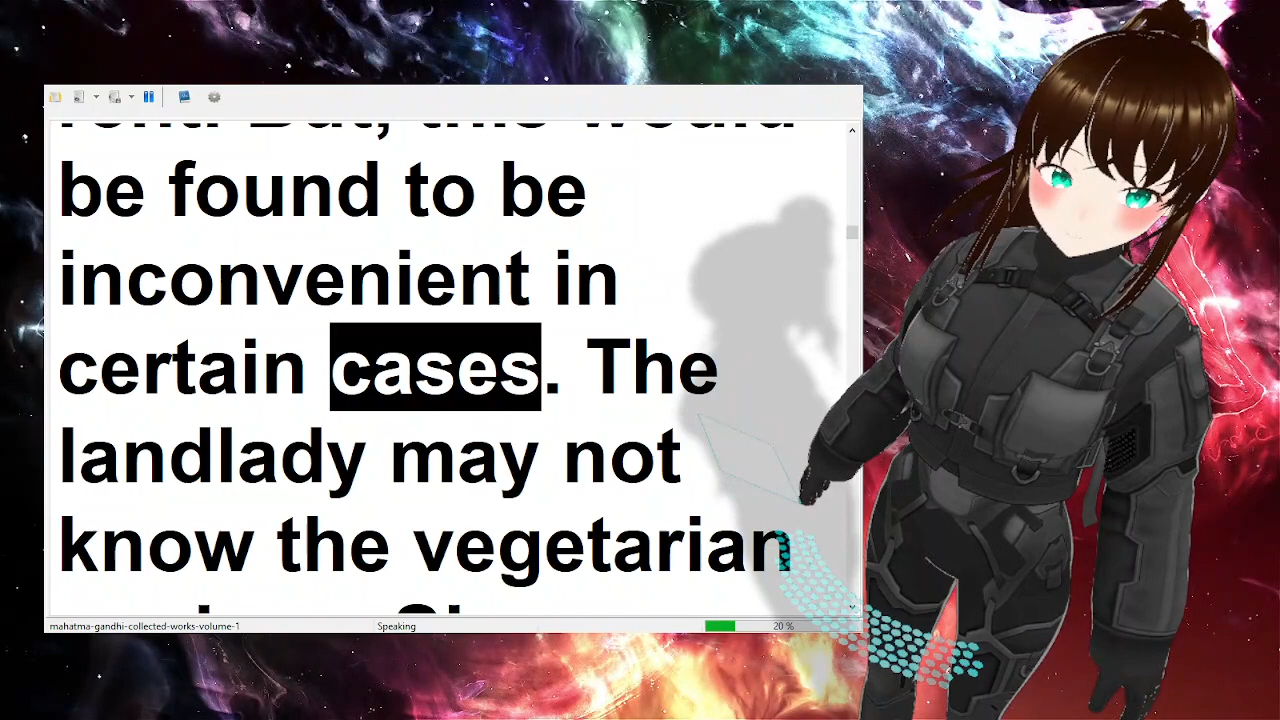 be found to be
inconvenient in
certain cases. The
landlady may not
know the vegetarian
mahatma-gandhi-collected-works-volume-1
Speaking
20 %